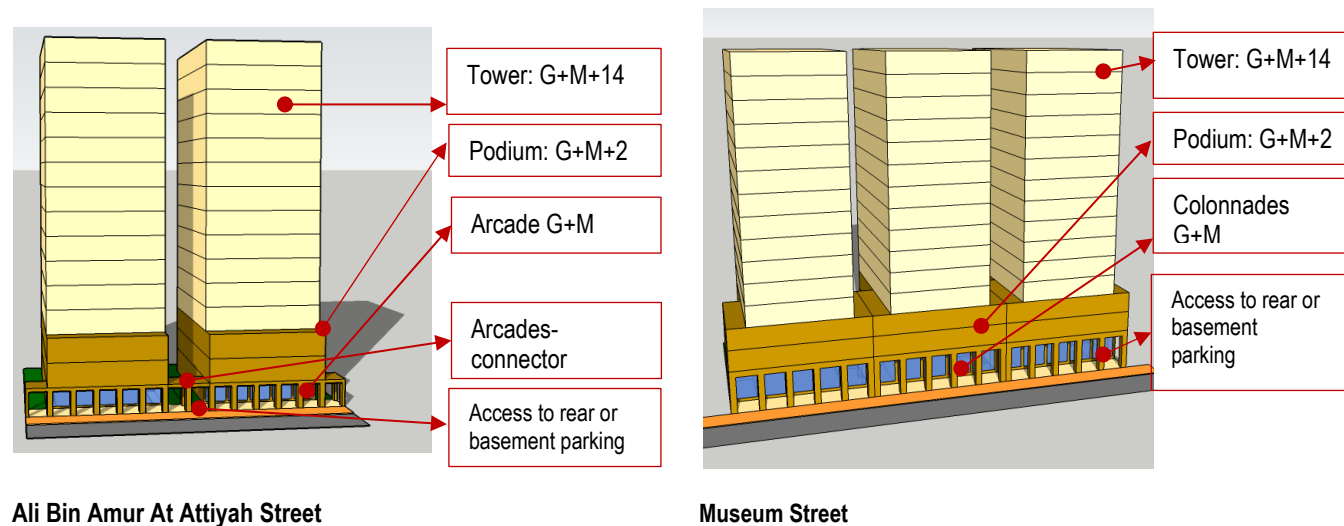 Tower: G+M+14
Podium: G+M+2
Arcade G+M
Arcades-
connector
Access to rear or
basement parking
Ali Bin Amur At Attiyah Street
Tower: G+M+14
Podium: G+M+2
Colonnades
G+M
Access to rear or
basement
parking
Museum Street